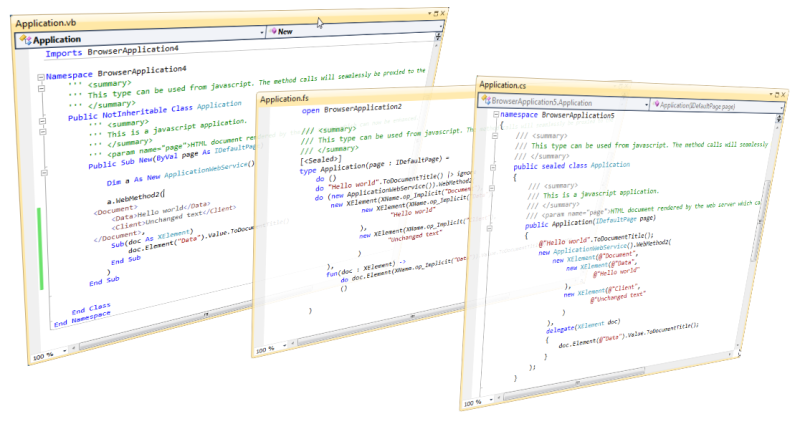 Application.vb
Application
New
Imports BrowserApplication4
Namespace BrowserApplication4
''' <summary>
''' This type can be used from javascript. The method calls will seamlessly be proxied to the
''' </summary>
Public NotInheritable Class Application
''' <summary>
''' This is a javascript application.
''' </summary>
''' <param name="page">HTML document rendered by
Public Sub New(ByVal page As IDefaultPage)
Dim a As New ApplicationWebService()
a.WebMethod2(
<Document>
<Data>Hello world</Data>
<Client>Unchanged text</Client>
</Document>,
Sub(doc As XElement)
doc.Element("Data").Value.ToDocumentTitle()
End Sub
)
End Sub
End Class
End Namespace
100 %
Application.fs
open BrowserApplication2
/// <summary>
/// This type can be used from javascript. The
/// </summary>
[<Sealed>]
type Application(page : IDefaultPage) =
do ()
do "Hello world".ToDocumentTitle() |> ignore
do (new ApplicationWebService()).WebMethod2(
new XElement(XName.op_Implicit("Document"
new XElement(XName.op_Implicit(
"Hello world"
),
new XElement(XName.op_Implicit("
"Unchanged text"
)
),
fun(doc : XElement) ->
do doc.Element(XName.op_Implicit("Data
()
)
100 %
Application.cs
BrowserApplication5.Application
Application(IDefaultPage page)
namespace BrowserApplication5
{
/// <summary>
/// This type can be used from javascript. The method calls will seamlessly
/// </summary>
public sealed class Application
{
/// <summary>
/// This is a javascript application.
/// </summary>
/// <param name="page">HTML document rendered by the web server which ca
public Application(IDefaultPage page)
{
@"Hello world".ToDocumentTitle();
new ApplicationWebService().WebMethod2(
new XElement(@"Document",
new XElement(@"Data",
@"Hello world"
),
new XElement(@"Client",
@"Unchanged text"
)
),
delegate(XElement doc)
{
doc.Element(@"Data").Value.ToDocumentTitle();
}
);
}
100 %